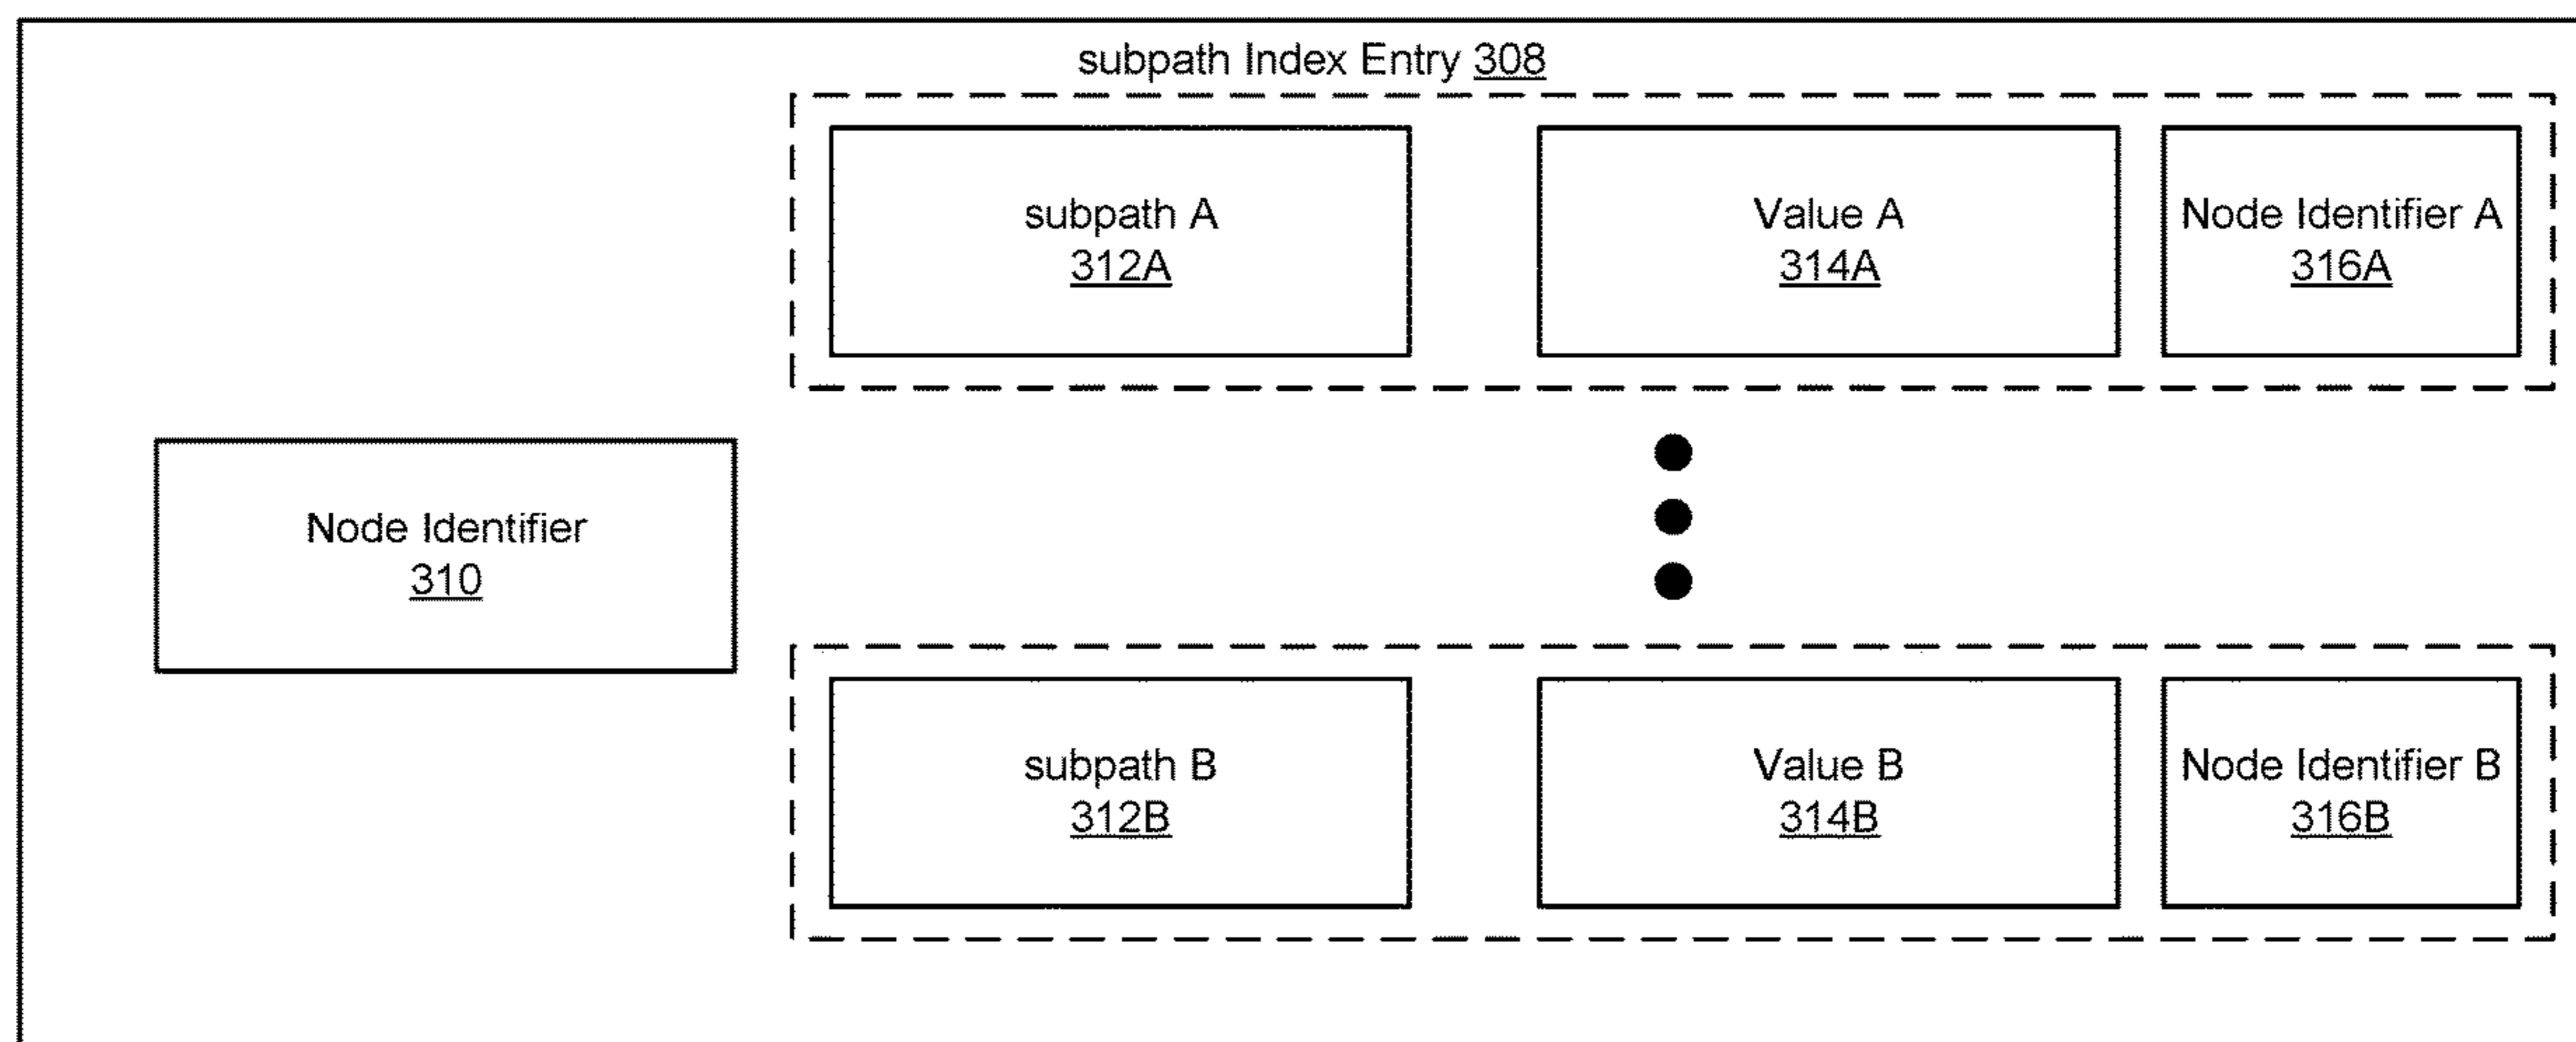 subpath Index Entry 308
subpath A
312A
Value A
314A
Node Identifier A
316A
Node Identifier
310
subpath B
312B
Value B
314B
Node Identifier B
316B